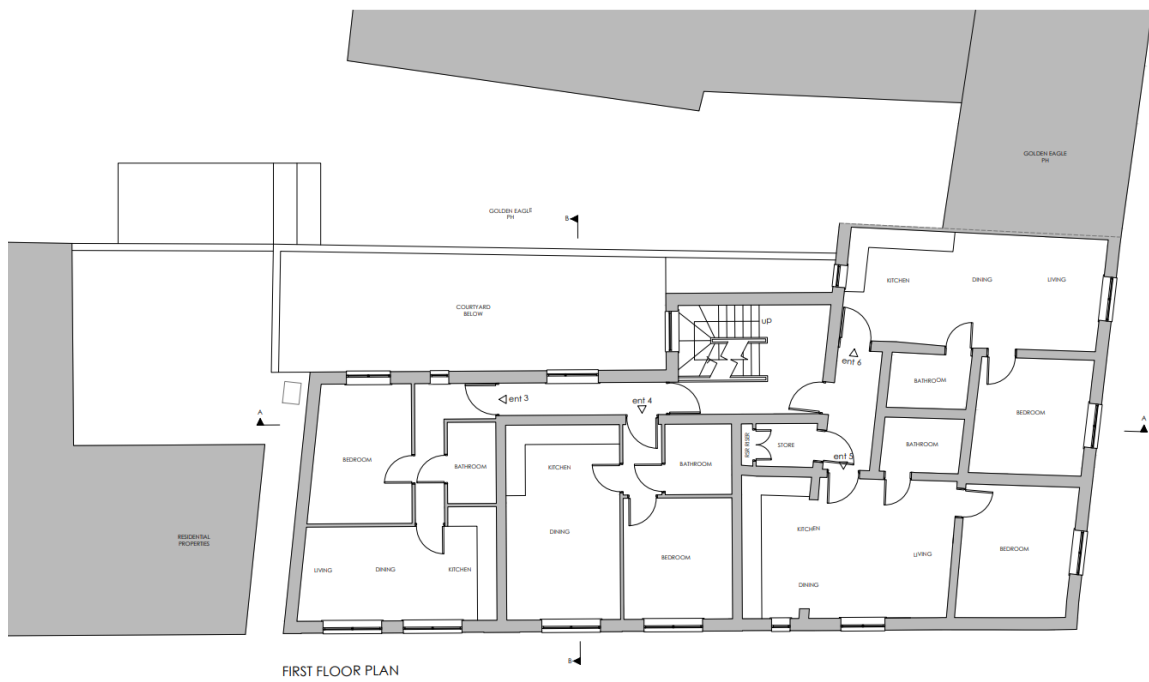 GOLDEN EAGLE
PH
GOLDEN EAGLE
PH
B
KITCHEN
DINING
LIVING
COURTYARD
BELOW
up
ent 6
BATHROOM
ent 3
ent 4
BEDROOM
A
A
BATHROOM
STORE
RSR RISER
ent 5
BEDROOM
BATHROOM
KITCHEN
BATHROOM
KITCHEN
DINING
RESIDENTIAL
PROPERTIES
LIVING
BEDROOM
BEDROOM
LIVING
DINING
KITCHEN
DINING
B
FIRST FLOOR PLAN